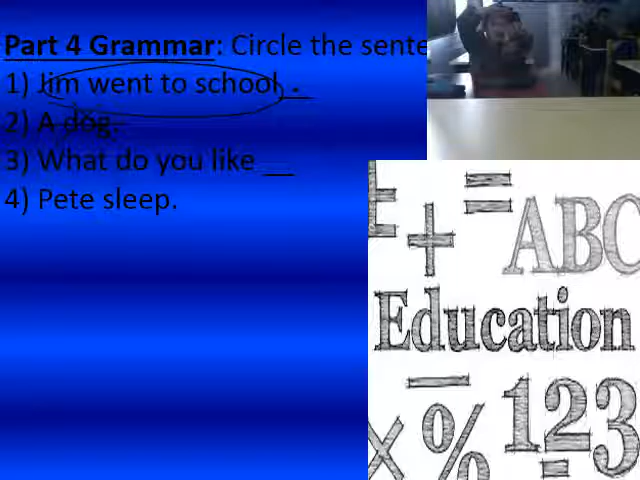 Part 4 Grammar: Circle the sente
1) Jim went to school__.
2) A dog.
3) What do you like __
4) Pete sleep.
± + = ABC
Education
− 123
× % =